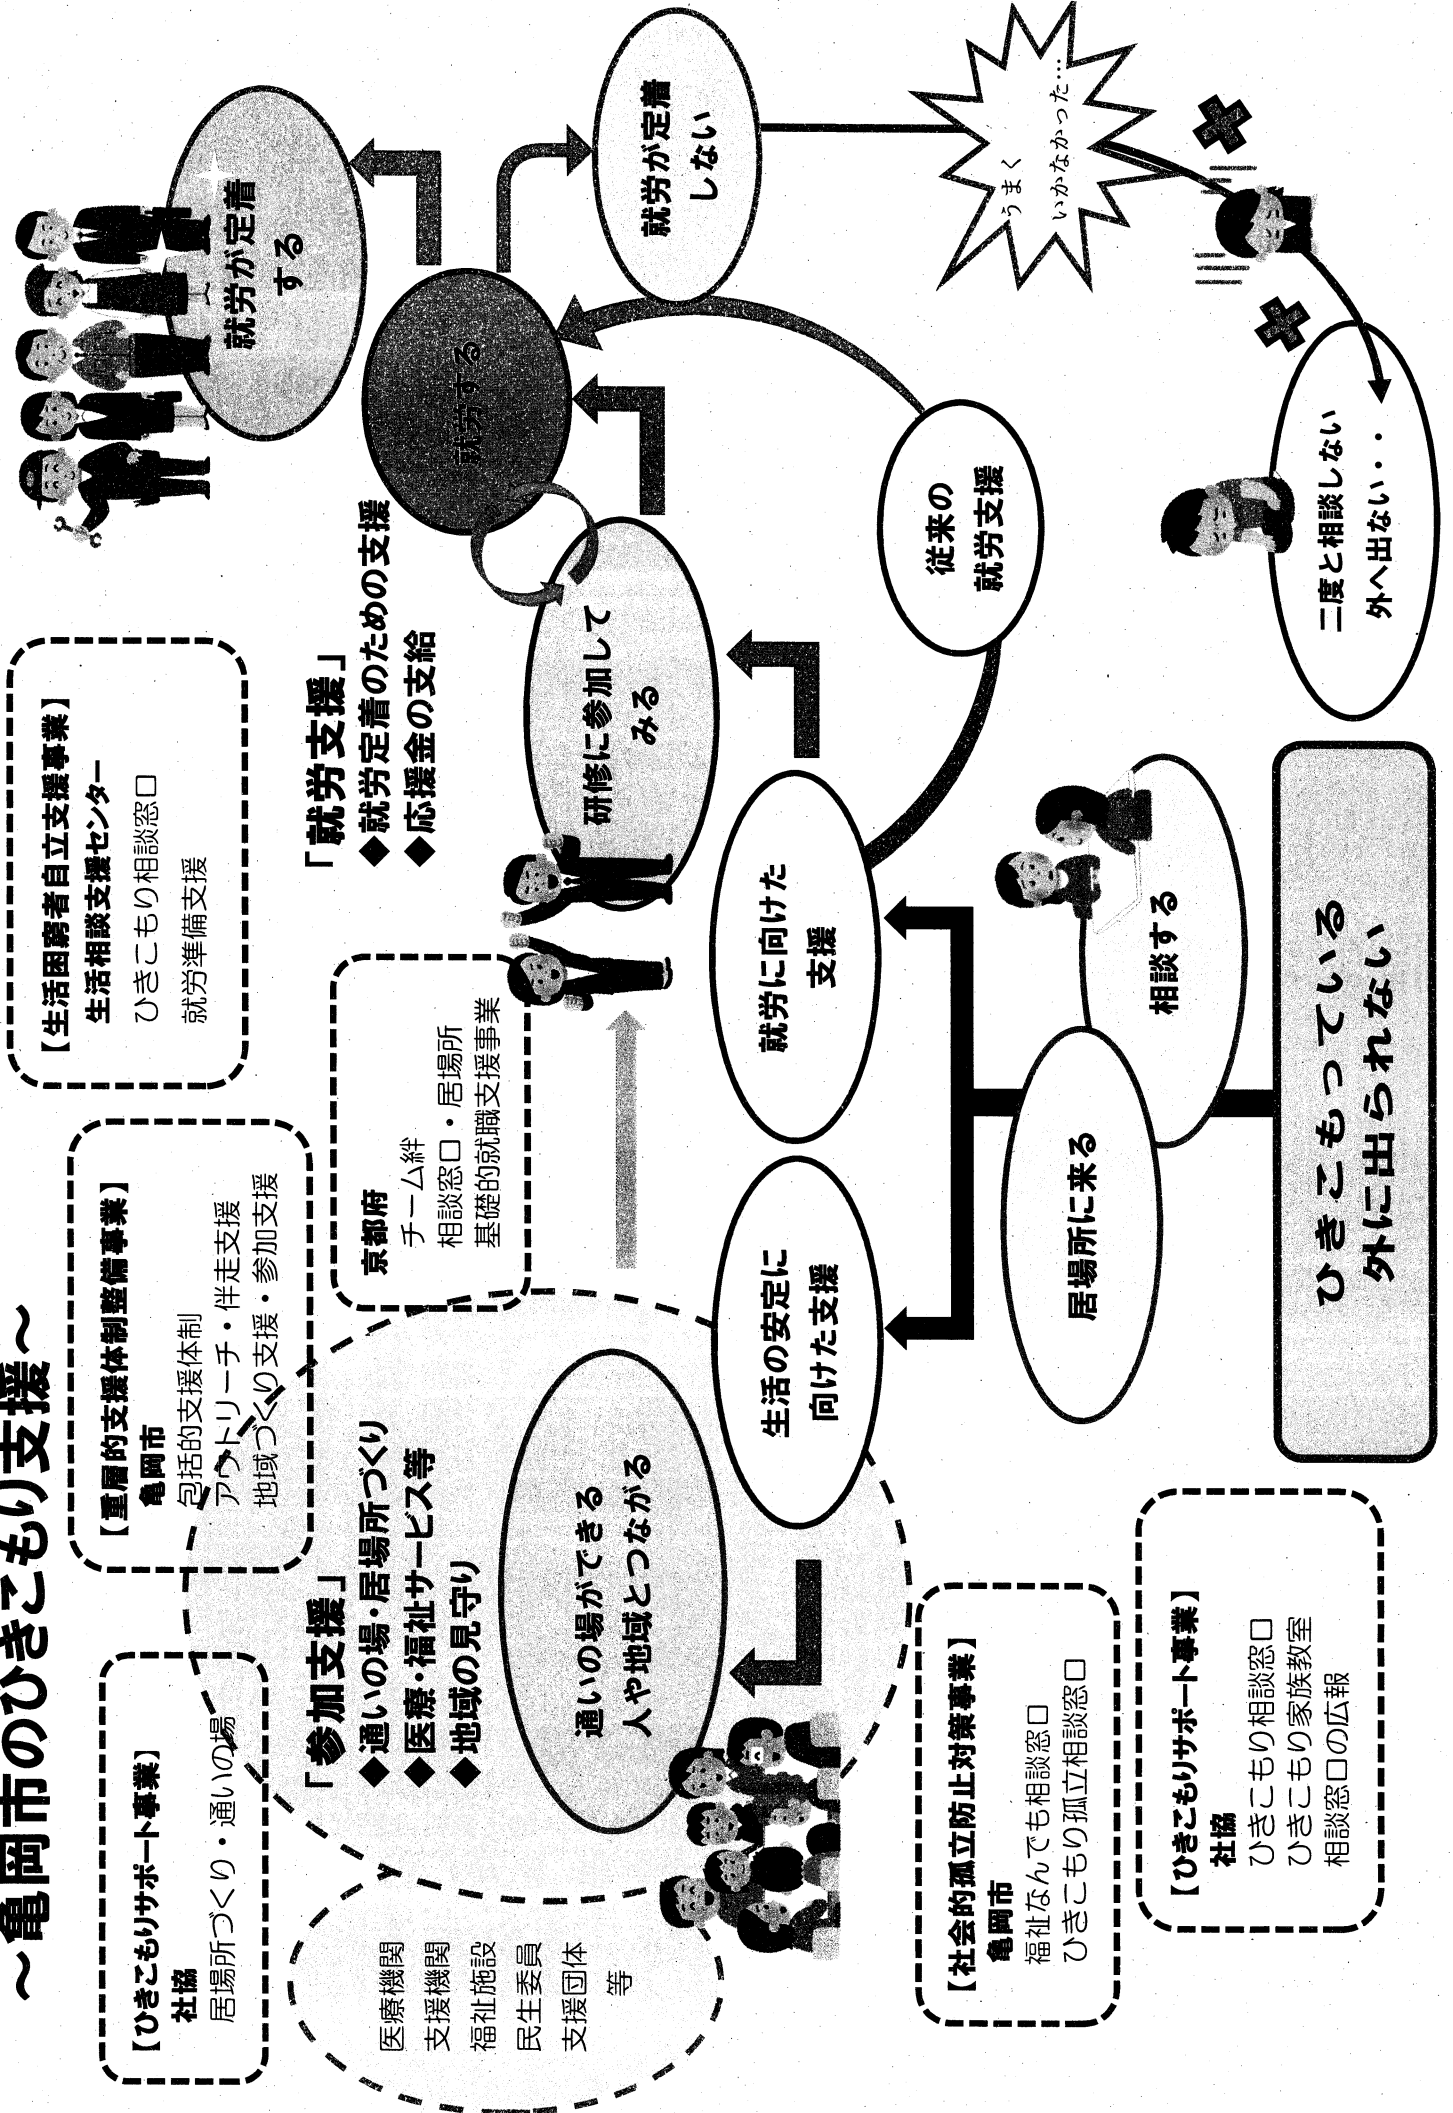 ～亀岡市のひきこもり支援～
【ひきこもりサポート事業】
社協
居場所づくり・通いの場
【重層的支援体制整備事業】
亀岡市
包括的支援体制
アウトリーチ・伴走支援
地域づくり支援・参加支援
【生活困窮者自立支援事業】
生活相談支援センター
ひきこもり相談窓口
就労準備支援
医療機関
支援機関
福祉施設
民生委員
支援団体
等
「参加支援」
◆通いの場・居場所づくり
◆医療・福祉サービス等
◆地域の見守り
京都府
チーム絆
相談窓口・居場所
基礎的就職支援事業
「就労支援」
◆就労定着のための支援
◆応援金の支給
就労が定着
する
就労する
就労が定着
しない
通いの場ができる
人や地域とつながる
研修に参加して
みる
生活の安定に
向けた支援
就労に向けた
支援
従来の
就労支援
うまく
いかなかった…
【社会的孤立防止対策事業】
亀岡市
福祉なんでも相談窓口
ひきこもり孤立相談窓口
居場所に来る
相談する
【ひきこもりサポート事業】
社協
ひきこもり相談窓口
ひきこもり家族教室
相談窓口の広報
ひきこもっている
外に出られない
二度と相談しない
外へ出ない・・